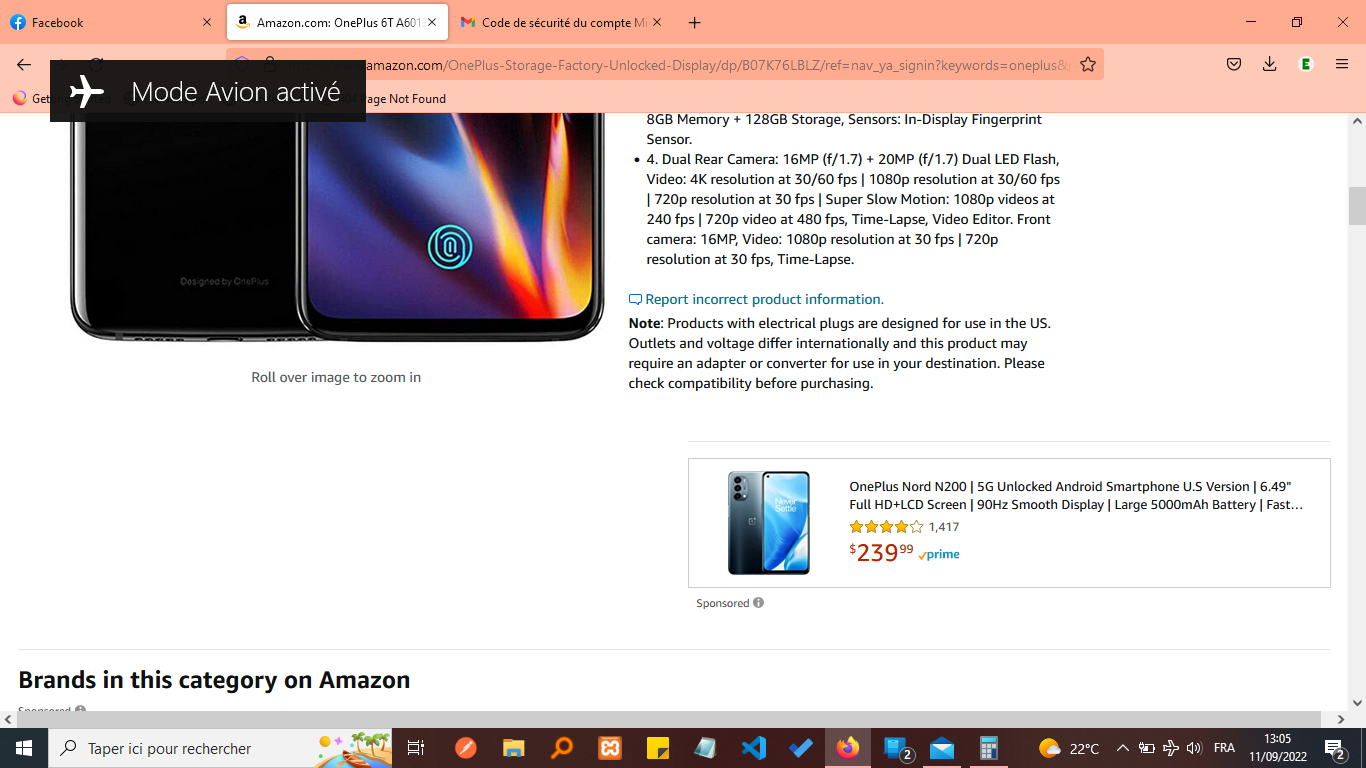 Facebook
Amazon.com: OnePlus 6T A601
Code de sécurité du compte Mi
amazon.com/OnePlus-Storage-Factory-Unlocked-Display/dp/B07K76LBLZ/ref=nav_ya_signin?keywords=oneplus&
Mode Avion activé
Page Not Found
8GB Memory + 128GB Storage, Sensors: In-Display Fingerprint
Sensor.
4. Dual Rear Camera: 16MP (f/1.7) + 20MP (f/1.7) Dual LED Flash,
Video: 4K resolution at 30/60 fps | 1080p resolution at 30/60 fps
| 720p resolution at 30 fps | Super Slow Motion: 1080p videos at
240 fps | 720p video at 480 fps, Time-Lapse, Video Editor. Front
camera: 16MP, Video: 1080p resolution at 30 fps | 720p
resolution at 30 fps, Time-Lapse.
Designed by OnePlus
Report incorrect product information.
Note: Products with electrical plugs are designed for use in the US.
Outlets and voltage differ internationally and this product may
require an adapter or converter for use in your destination. Please
check compatibility before purchasing.
Roll over image to zoom in
Never
Settle
OnePlus Nord N200 | 5G Unlocked Android Smartphone U.S Version | 6.49"
Full HD+LCD Screen | 90Hz Smooth Display | Large 5000mAh Battery | Fast…
1,417
$239.99 prime
Sponsored
Brands in this category on Amazon
Sponsored
Taper ici pour rechercher
2
22°C
FRA
13:05
11/09/2022
2